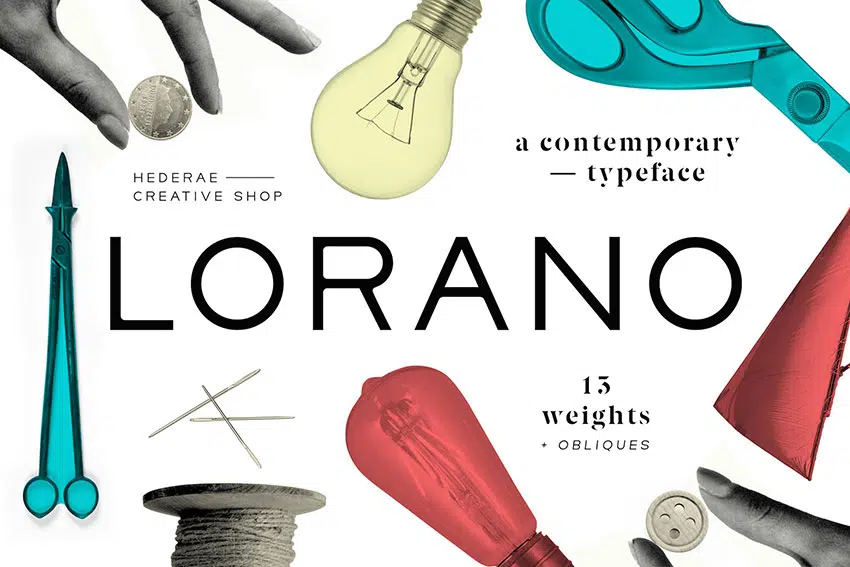 HEDERAE
CREATIVE SHOP
a contemporary
— typeface
LORANO
13
weights
+ OBLIQUES